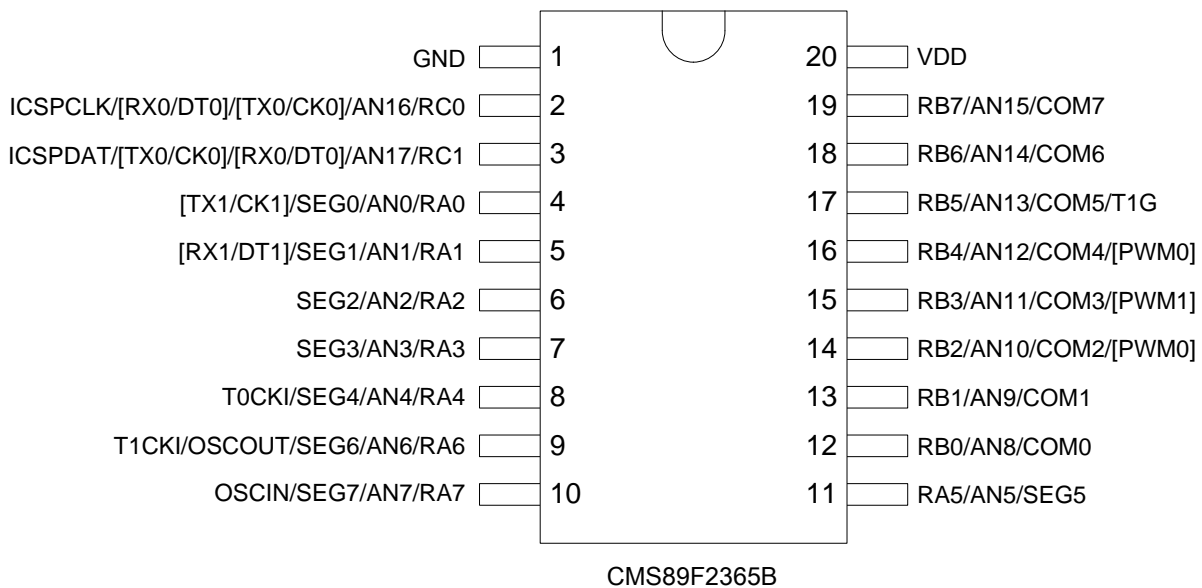 GND 1 20 VDD
ICSPCLK/[RX0/DT0]/[TX0/CK0]/AN16/RC0 2 19 RB7/AN15/COM7
ICSPDAT/[TX0/CK0]/[RX0/DT0]/AN17/RC1 3 18 RB6/AN14/COM6
[TX1/CK1]/SEG0/AN0/RA0 4 17 RB5/AN13/COM5/T1G
[RX1/DT1]/SEG1/AN1/RA1 5 16 RB4/AN12/COM4/[PWM0]
SEG2/AN2/RA2 6 15 RB3/AN11/COM3/[PWM1]
SEG3/AN3/RA3 7 14 RB2/AN10/COM2/[PWM0]
T0CKI/SEG4/AN4/RA4 8 13 RB1/AN9/COM1
T1CKI/OSCOUT/SEG6/AN6/RA6 9 12 RB0/AN8/COM0
OSCIN/SEG7/AN7/RA7 10 11 RA5/AN5/SEG5
CMS89F2365B